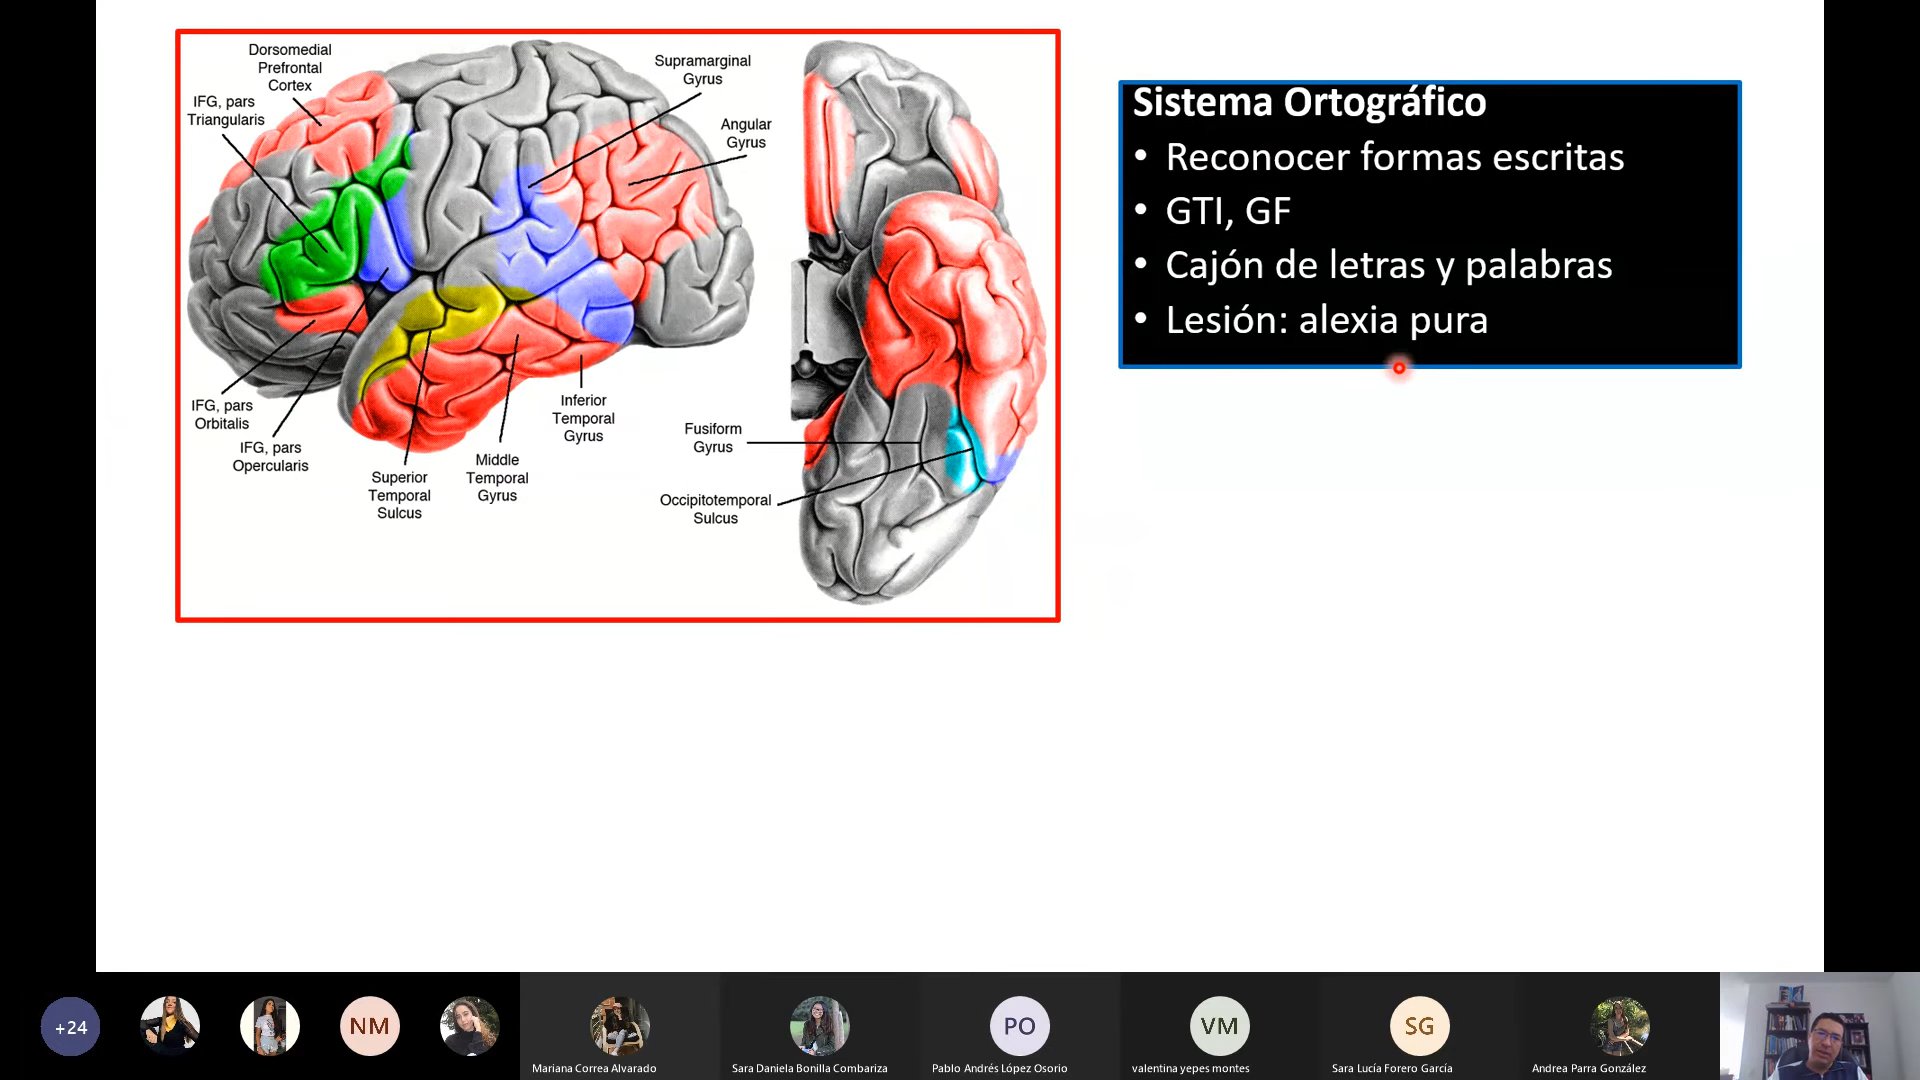 Dorsomedial
Prefrontal
Cortex
IFG, pars
Triangularis
Supramarginal
Gyrus
Angular
Gyrus
IFG, pars
Orbitalis
IFG, pars
Opercularis
Superior
Temporal
Sulcus
Middle
Temporal
Gyrus
Inferior
Temporal
Gyrus
Fusiform
Gyrus
Occipitotemporal
Sulcus
Sistema Ortográfico
• Reconocer formas escritas
• GTI, GF
• Cajón de letras y palabras
• Lesión: alexia pura
+24
NM
PO
VM
SG
Mariana Correa Alvarado
Sara Daniela Bonilla Combariza
Pablo Andrés López Osorio
valentina yepes montes
Sara Lucía Forero García
Andrea Parra González